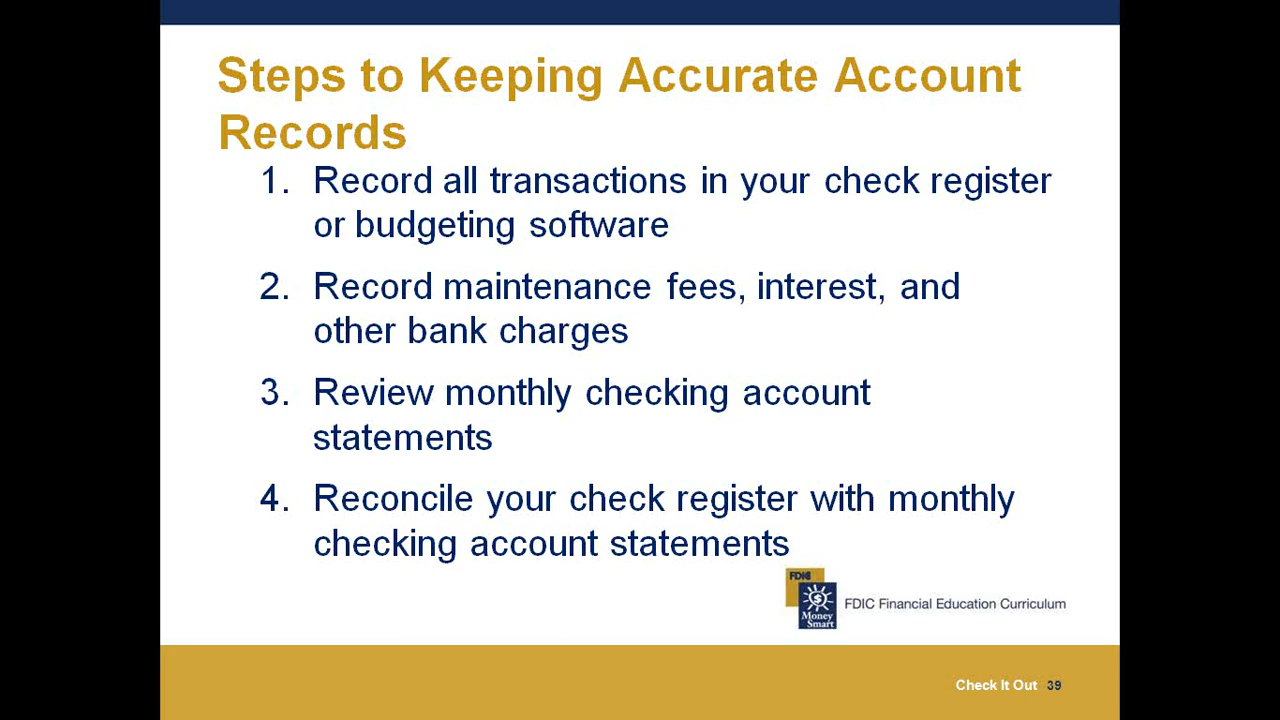 Steps to Keeping Accurate Account
Records
1. Record all transactions in your check register
or budgeting software
2. Record maintenance fees, interest, and
other bank charges
3. Review monthly checking account
statements
4. Reconcile your check register with monthly
checking account statements
FDIC
$
Money
Smart
FDIC Financial Education Curriculum
Check It Out 39